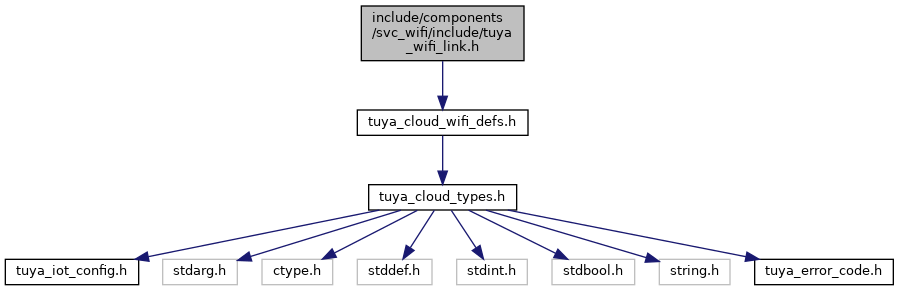 include/components
/svc_wifi/include/tuya
_wifi_link.h
tuya_cloud_wifi_defs.h
tuya_cloud_types.h
tuya_iot_config.h
stdarg.h
ctype.h
stddef.h
stdint.h
stdbool.h
string.h
tuya_error_code.h